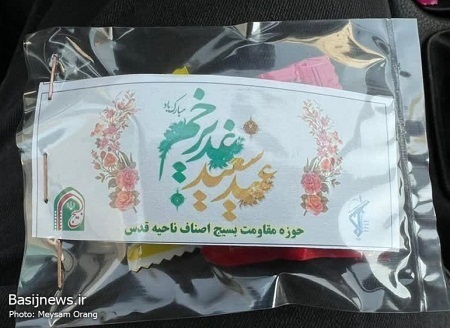 عید سعید
غدیر خم
مبارک باد
حوزه مقاومت بسیج اصناف ناحیه قدس
Basijnews.ir
Photo: Meysam Orang